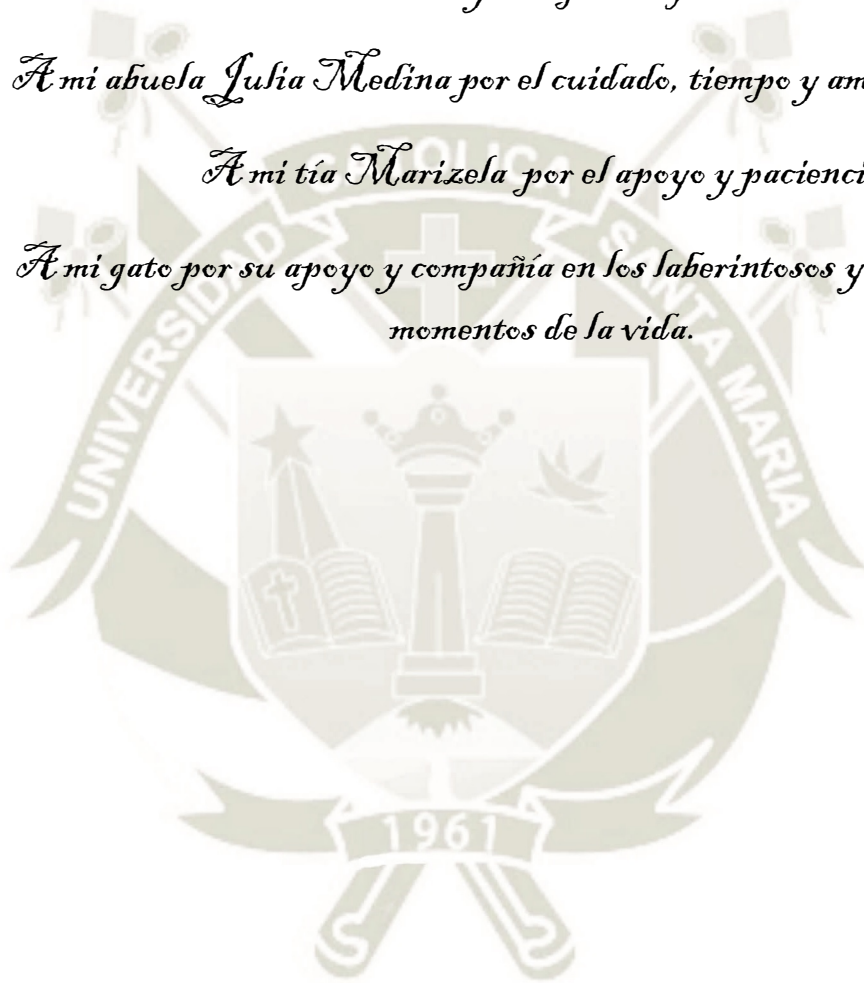 A mi abuela Julia Medina por el cuidado, tiempo y am
A mi tía Marizela por el apoyo y pacienci
A mi gato por su apoyo y compañía en los laberintosos y
momentos de la vida.
UNIVERSIDAD CATOLICA SANTA MARIA
1961